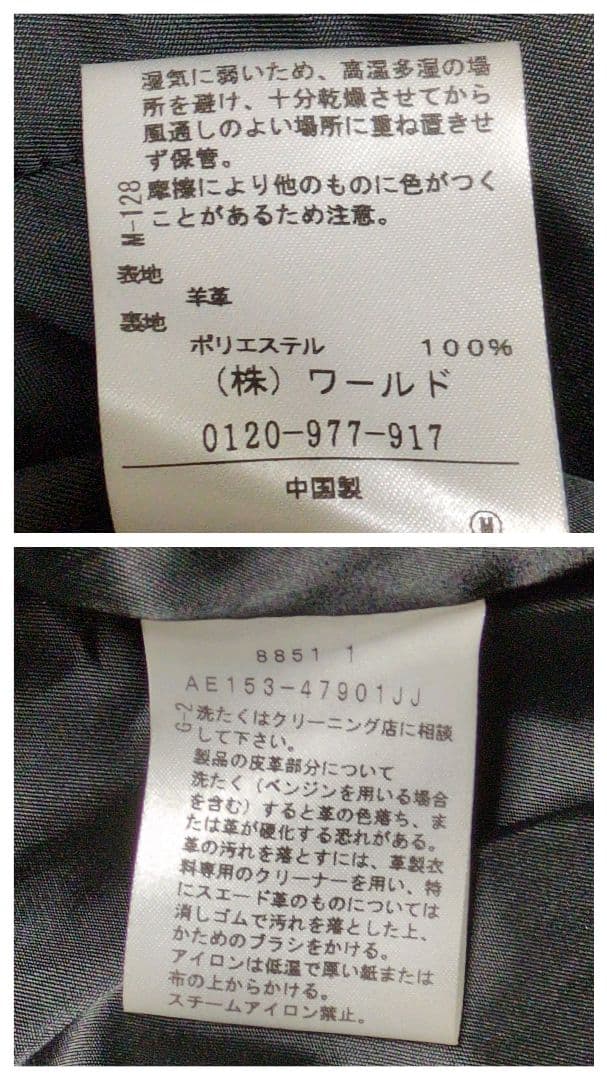 湿気に弱いため、高温多湿の場
所を避け、十分乾燥させてから
風通しのよい場所に重ね置きせ
ず保管。
摩擦により他のものに色がつく
ことがあるため注意。
M-128
表地
羊革
裏地
ポリエステル 100%
(株) ワールド
0120-977-917
中国製
M
8851 1
AE153-47901JJ
G-2
洗たくはクリーニング店に相談
して下さい。
製品の皮革部分について
洗たく(ベンジンを用いる場合
を含む)すると革の色落ち、ま
たは革が硬化する恐れがある。
革の汚れを落とすには、革製衣
料専用のクリーナーを用い、特
にスエード革のものについては
消しゴムで汚れを落とした上、
かためのブラシをかける。
アイロンは低温で厚い紙または
布の上からかける。
スチームアイロン禁止。